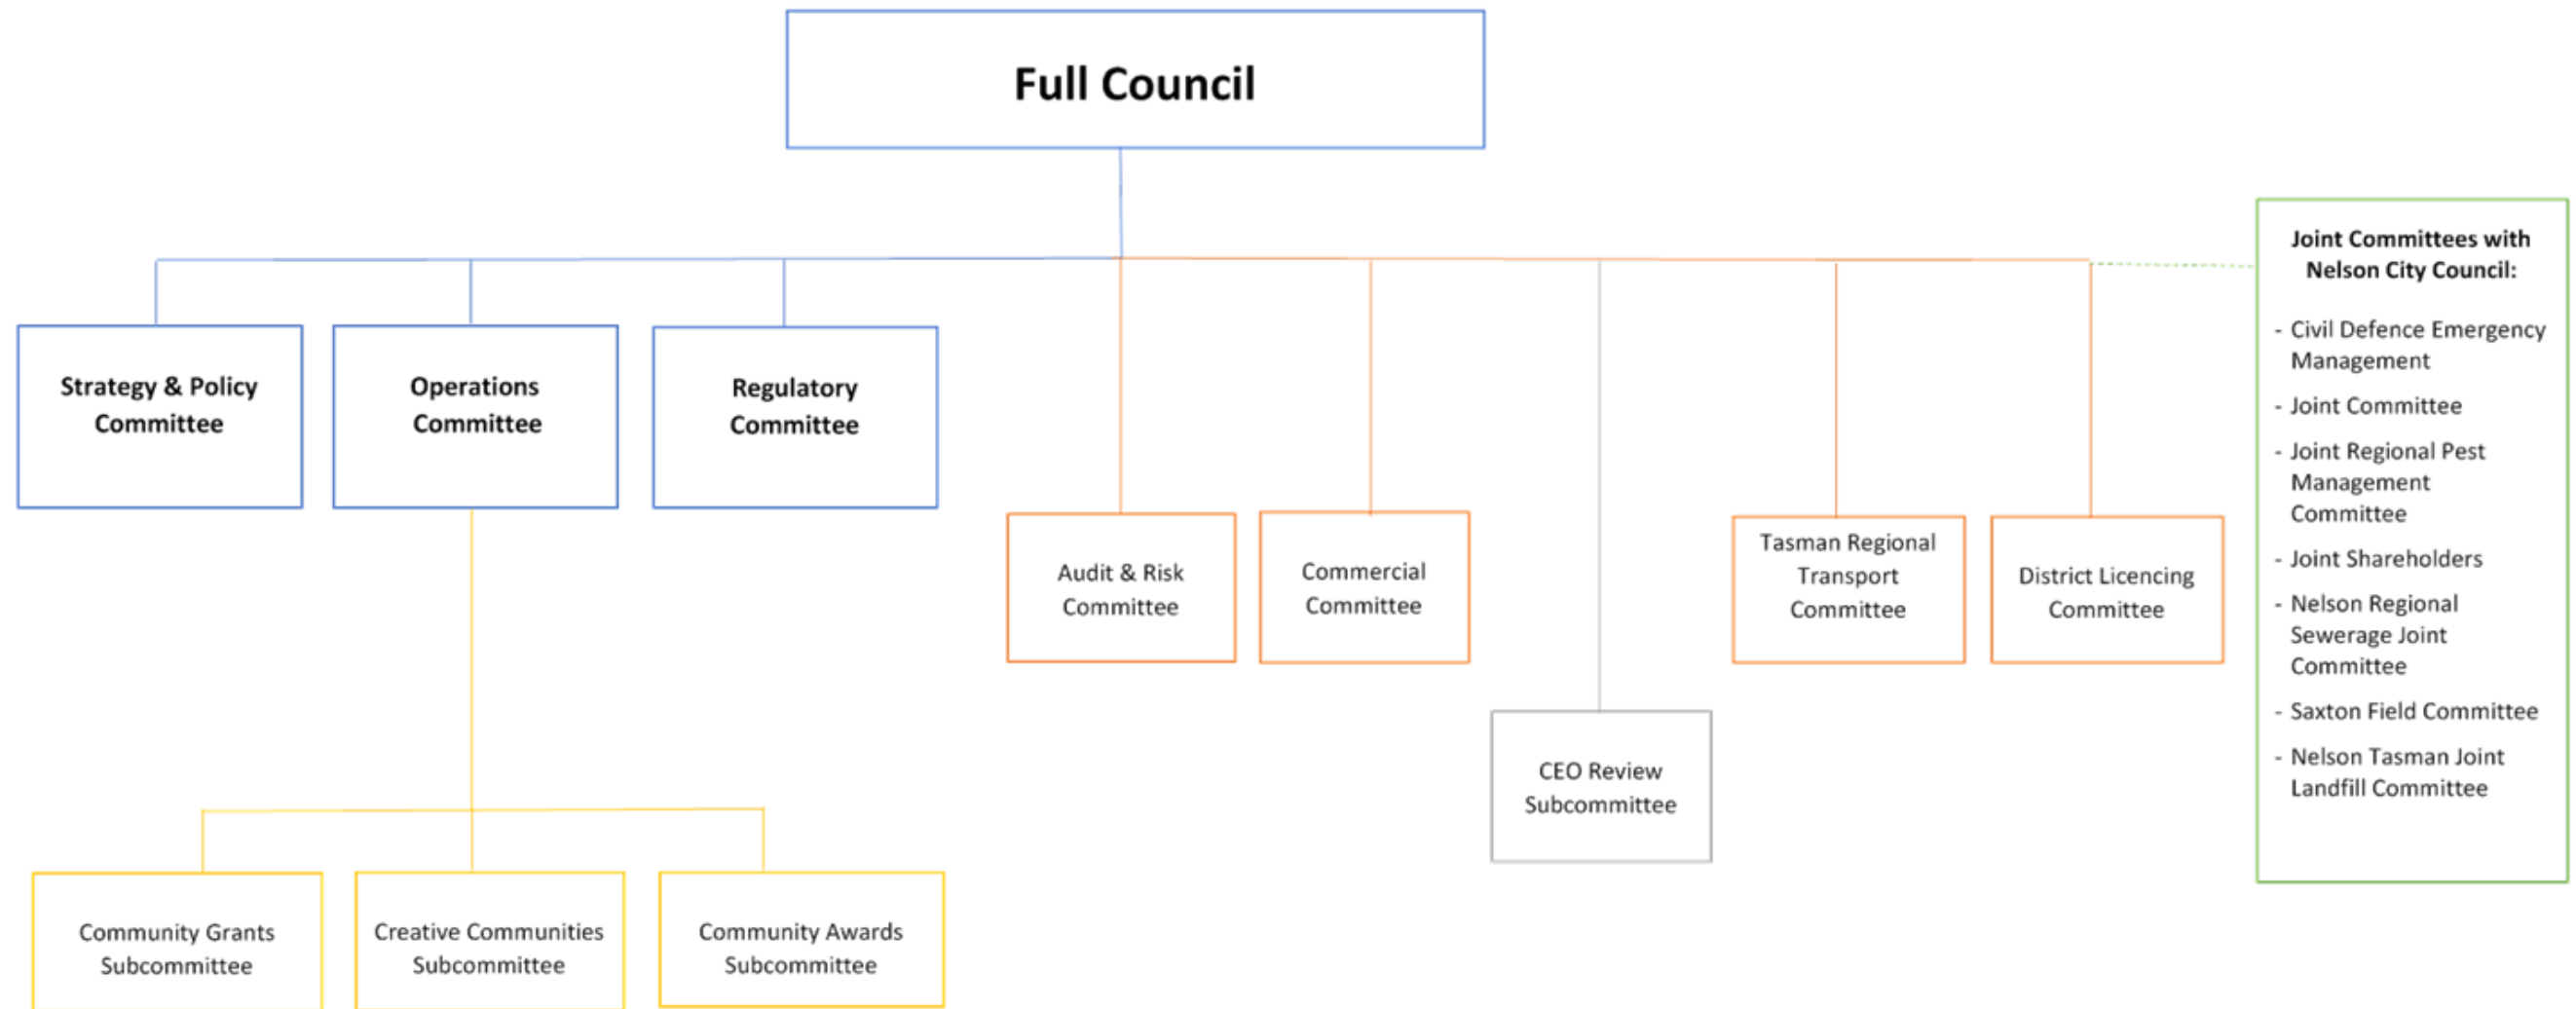 Full Council
Strategy & Policy
Committee
Operations
Committee
Regulatory
Committee
Audit & Risk
Committee
Commercial
Committee
CEO Review
Subcommittee
Tasman Regional
Transport
Committee
District Licencing
Committee
Joint Committees with
Nelson City Council:
- Civil Defence Emergency
Management
- Joint Committee
- Joint Regional Pest
Management
Committee
- Joint Shareholders
- Nelson Regional
Sewerage Joint
Committee
- Saxton Field Committee
- Nelson Tasman Joint
Landfill Committee
Community Grants
Subcommittee
Creative Communities
Subcommittee
Community Awards
Subcommittee